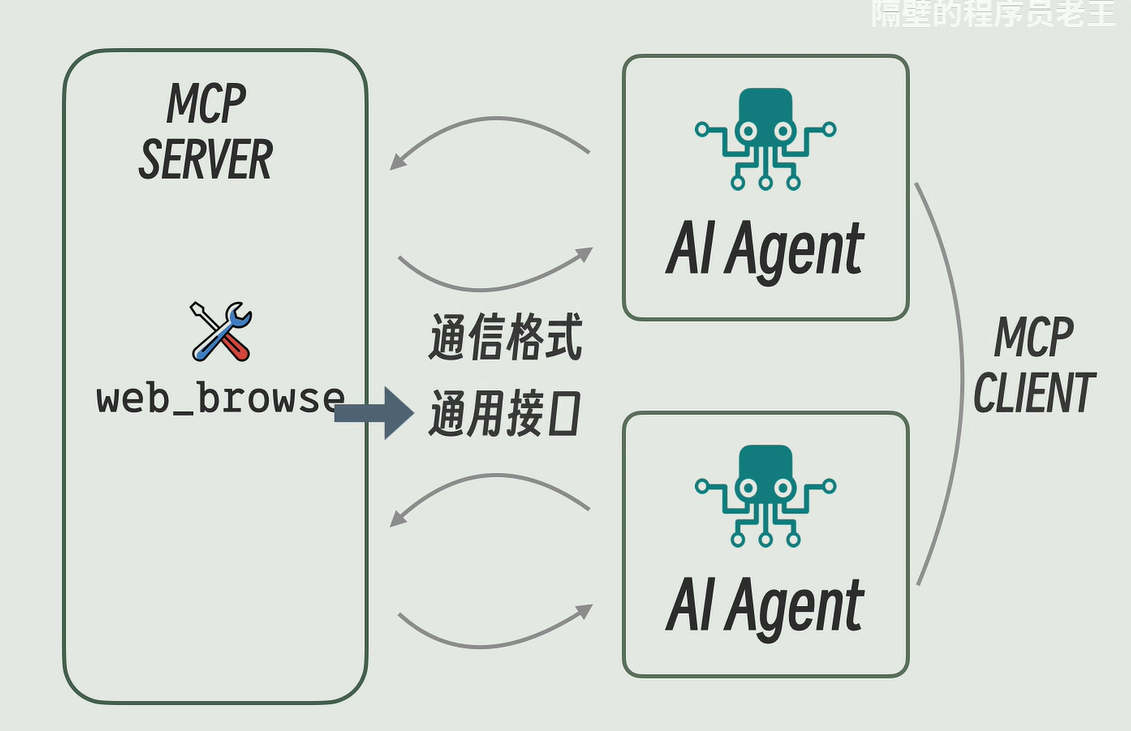 隔壁的程序员老王
MCP
SERVER
web_browse
通信格式
通用接口
AI Agent
AI Agent
MCP
CLIENT